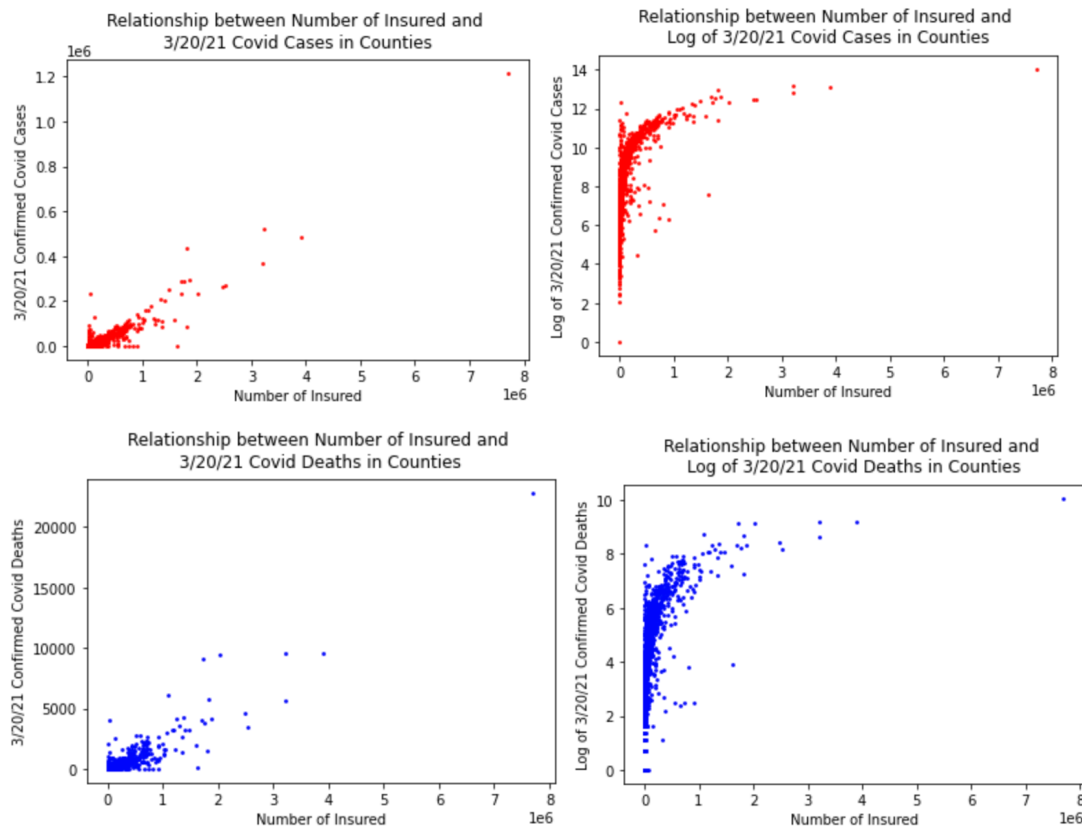 Relationship between Number of Insured and
3/20/21 Covid Cases in Counties
1e6
3/20/21 Confirmed Covid Cases
1.2
1.0
0.8
0.6
0.4
0.2
0.0
0 1 2 3 4 5 6 7 8
Number of Insured
1e6
Relationship between Number of Insured and
Log of 3/20/21 Covid Cases in Counties
Log of 3/20/21 Confirmed Covid Cases
14
12
10
8
6
4
2
0
0 1 2 3 4 5 6 7 8
1e6
Number of Insured
Relationship between Number of Insured and
3/20/21 Covid Deaths in Counties
3/20/21 Confirmed Covid Deaths
20000
15000
10000
5000
0
0 1 2 3 4 5 6 7 8
Number of Insured
1e6
Relationship between Number of Insured and
Log of 3/20/21 Covid Deaths in Counties
Log of 3/20/21 Confirmed Covid Deaths
10
8
6
4
2
0
0 1 2 3 4 5 6 7 8
Number of Insured
1e6